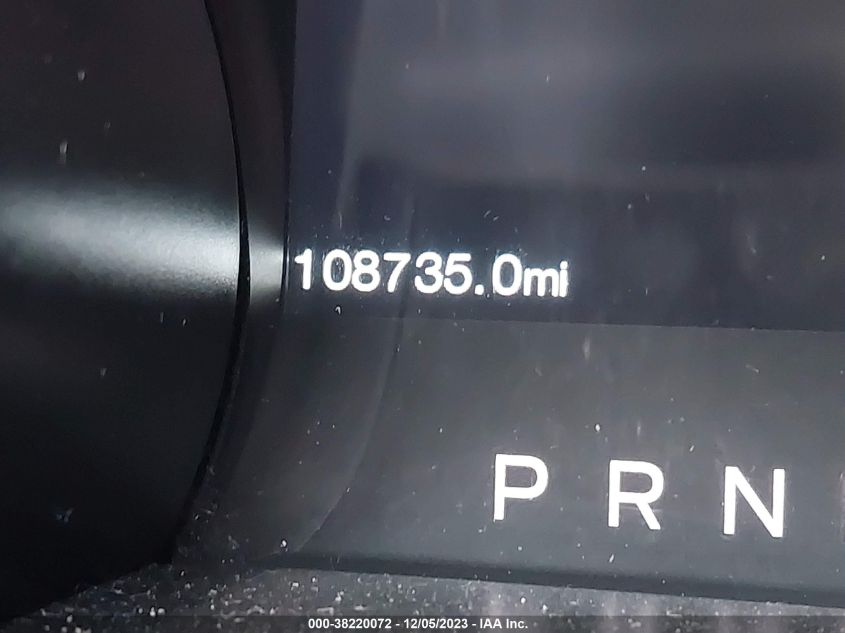 108735.0mi
P R N
000-38220072 - 12/05/2023 - IAA Inc.